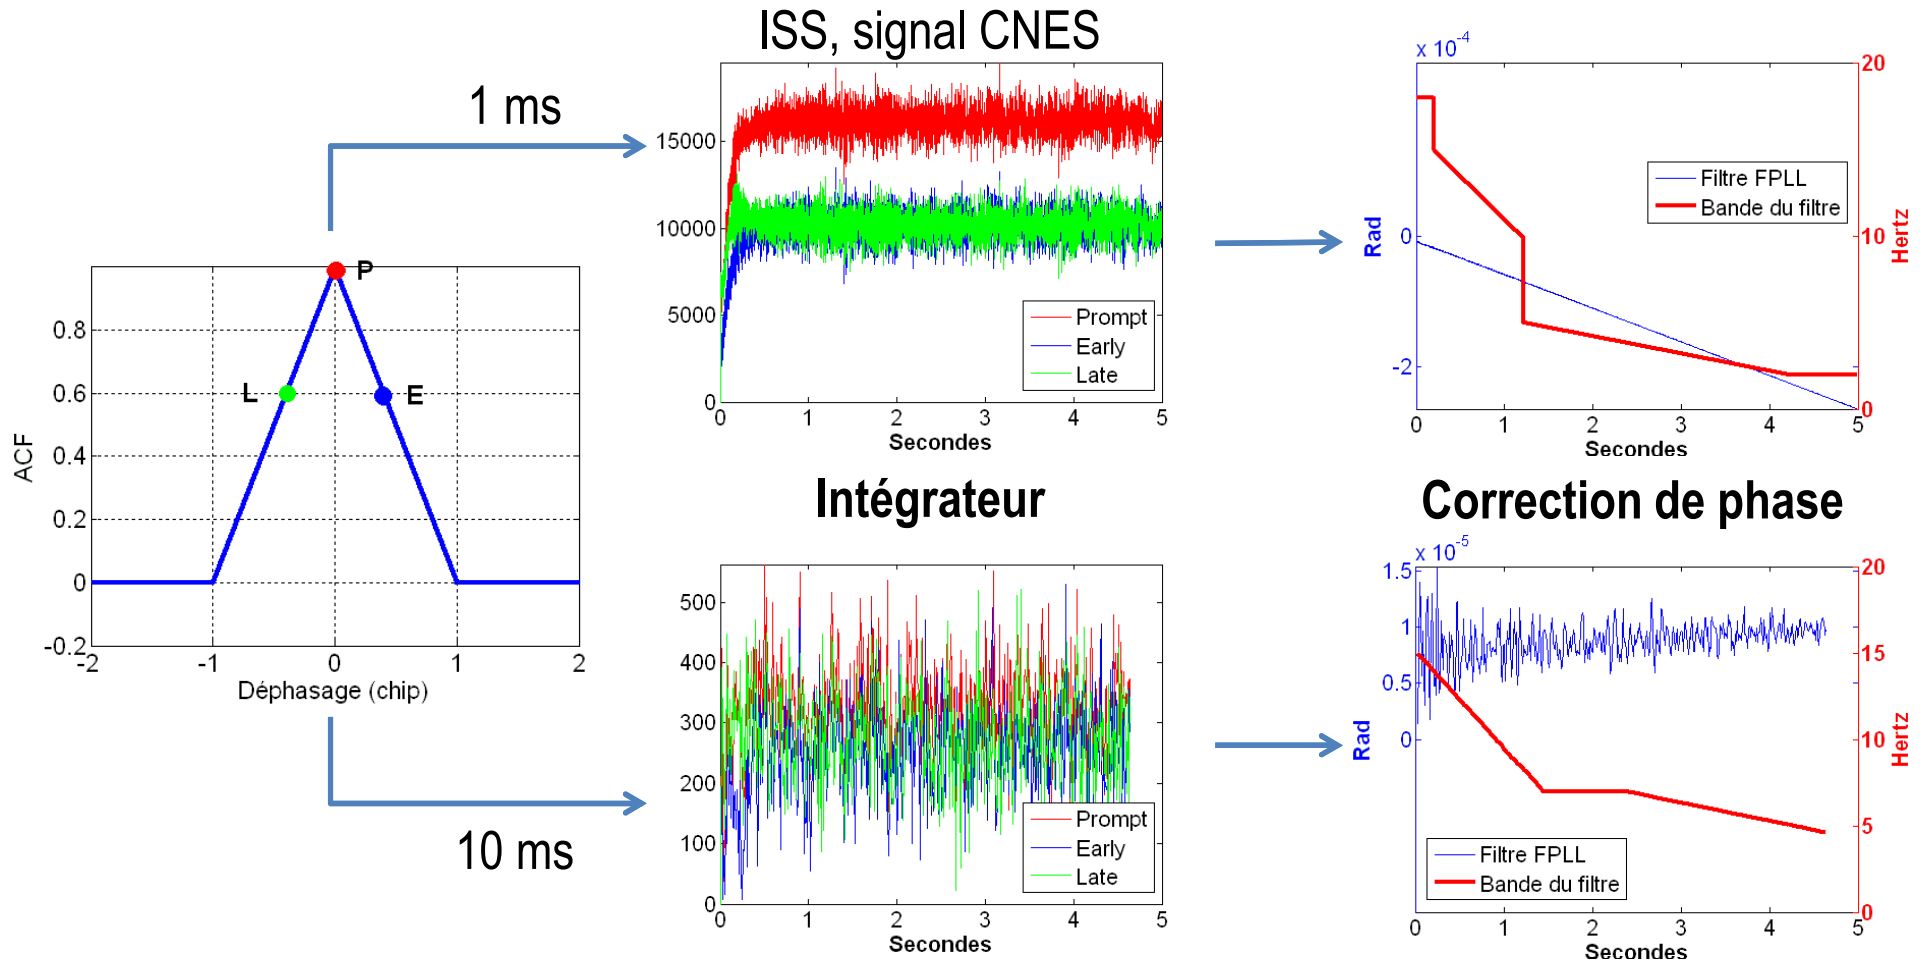 ISS, signal CNES
1 ms
15000
10000
5000
0
0 1 2 3 4 5
Secondes
Prompt
Early
Late
x 10^-4
0
-2
Rad
20
10
0
Hertz
Filtre FPLL
Bande du filtre
0 1 2 3 4 5
Secondes
P
L
E
0.8
0.6
0.4
0.2
0
-0.2
ACF
-2 -1 0 1 2
Déphasage (chip)
Intégrateur
Correction de phase
10 ms
500
400
300
200
100
0
0 1 2 3 4 5
Secondes
Prompt
Early
Late
x 10^-5
1.5
1
0.5
0
Rad
20
15
10
5
0
Hertz
Filtre FPLL
Bande du filtre
0 1 2 3 4 5
Secondes